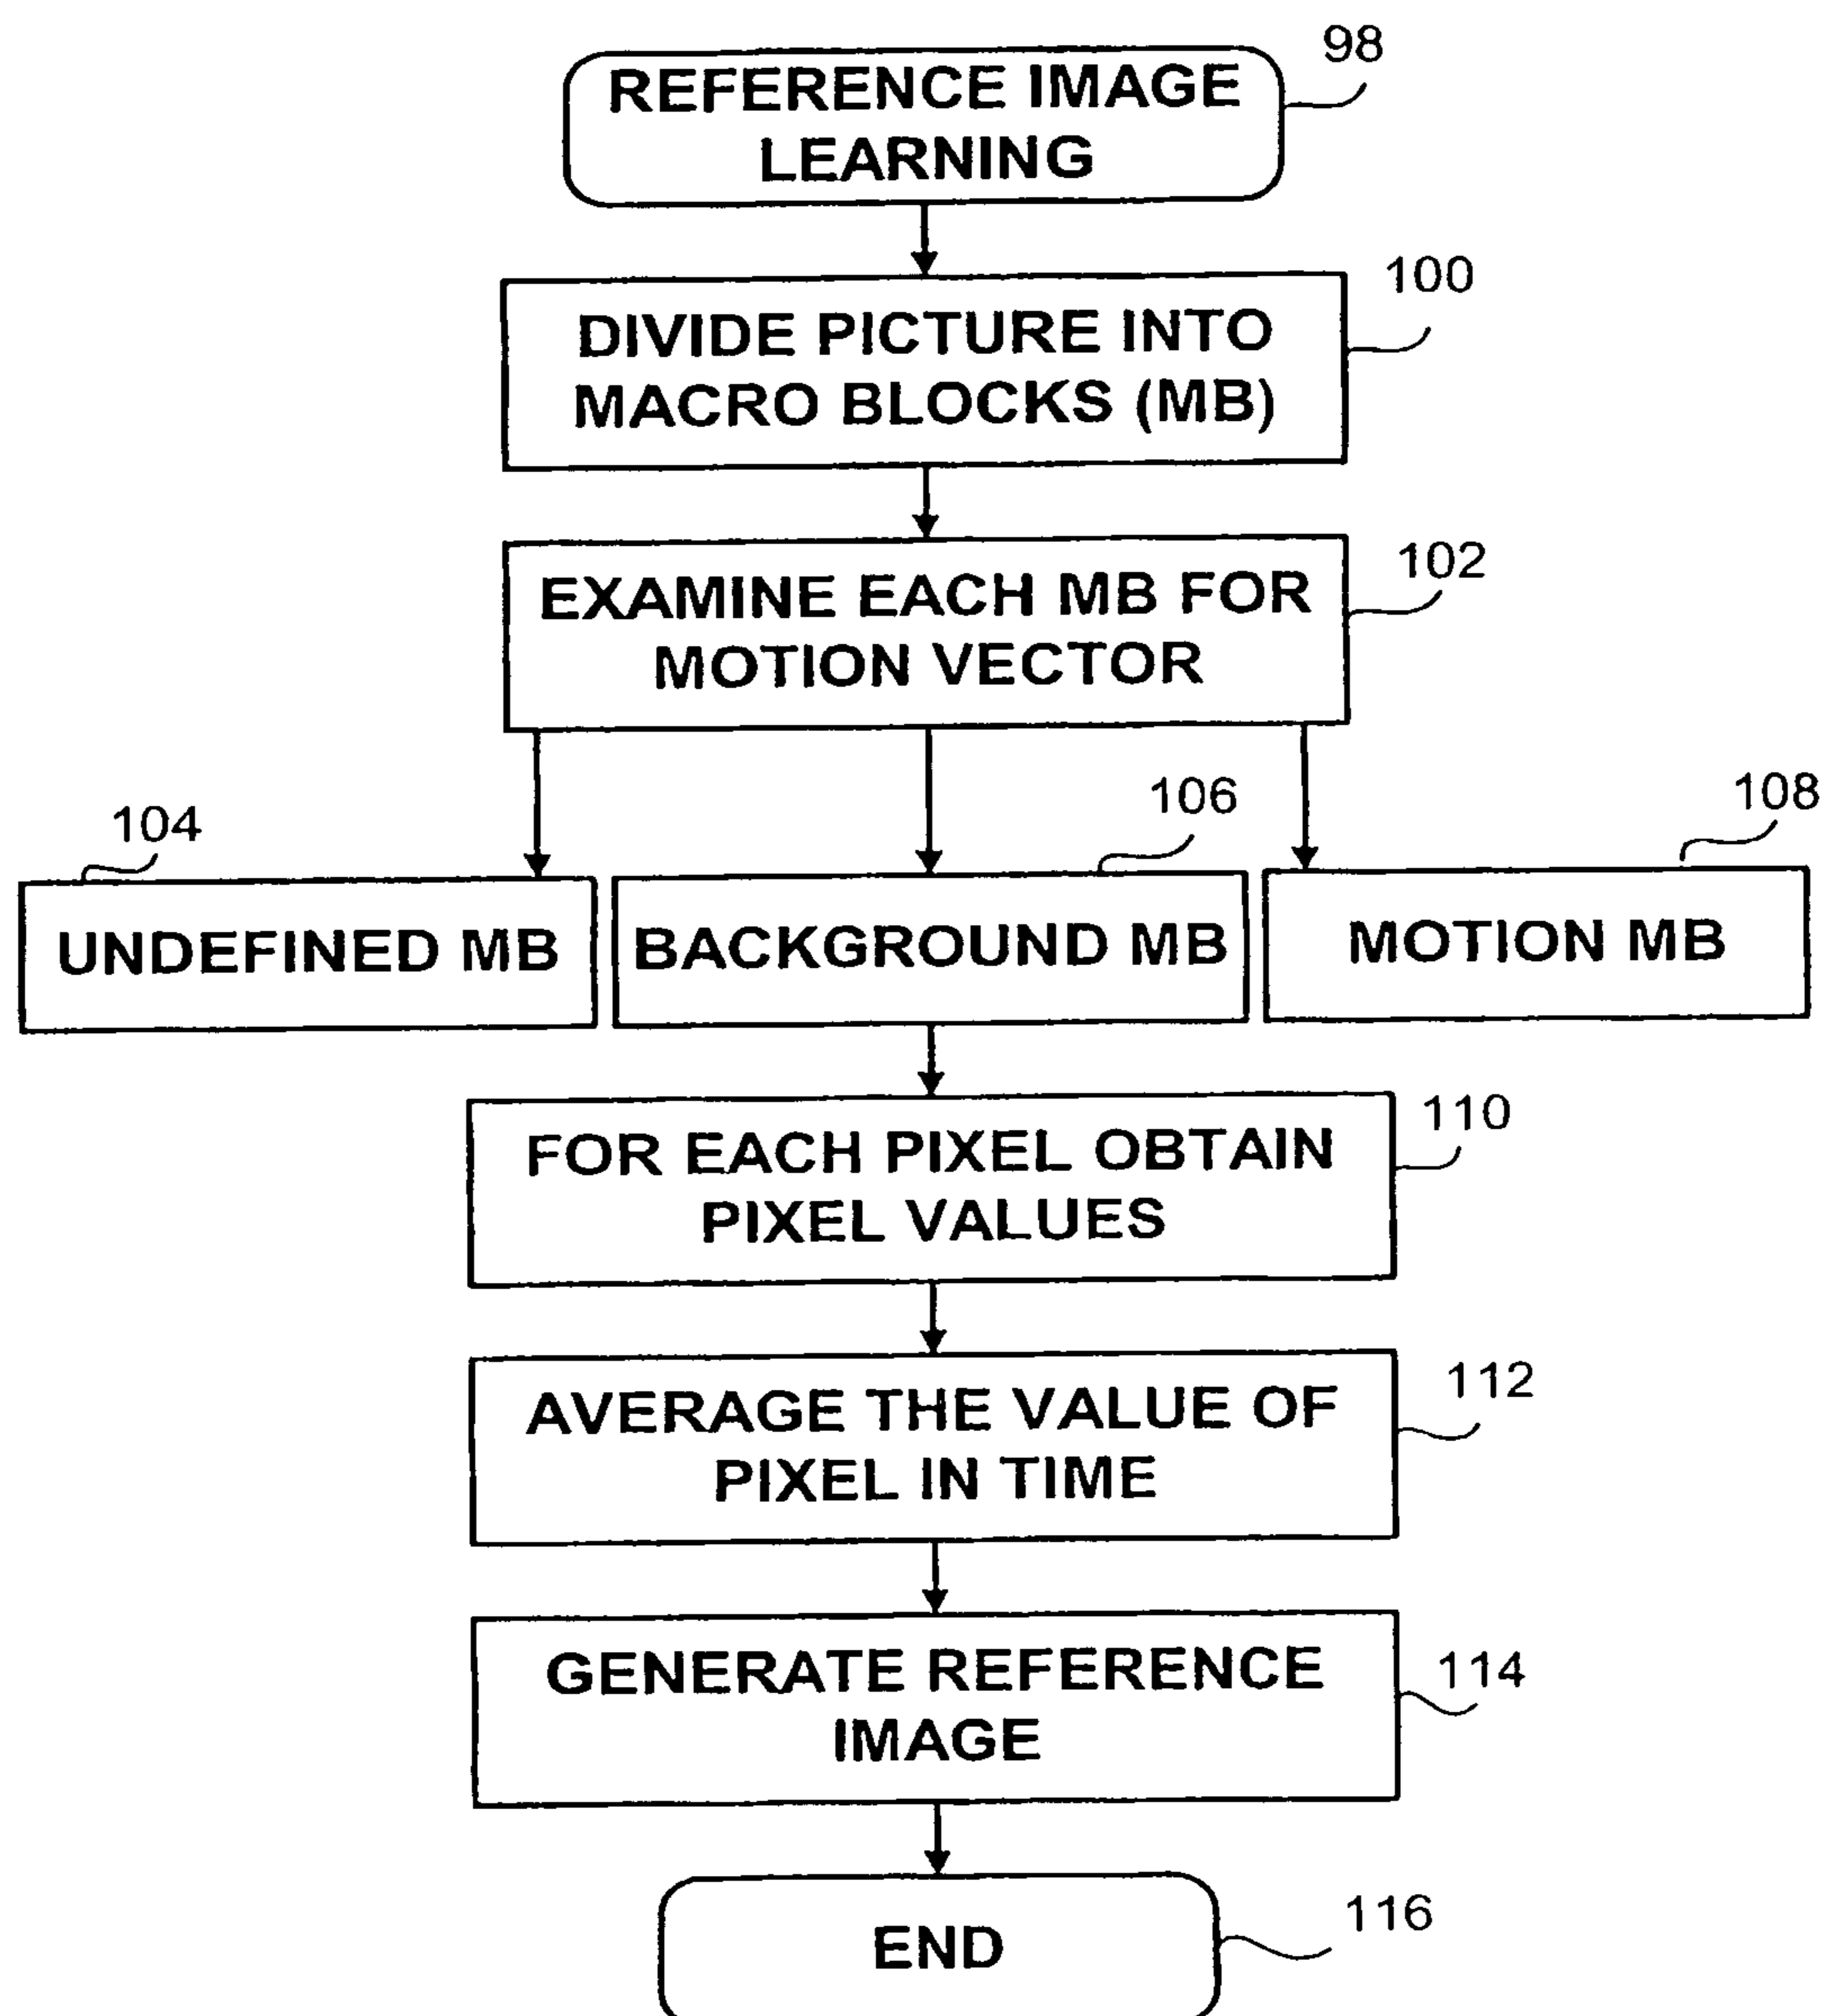 98
REFERENCE IMAGE
LEARNING
100
DIVIDE PICTURE INTO
MACRO BLOCKS (MB)
102
EXAMINE EACH MB FOR
MOTION VECTOR
104
106
108
UNDEFINED MB
BACKGROUND MB
MOTION MB
110
FOR EACH PIXEL OBTAIN
PIXEL VALUES
112
AVERAGE THE VALUE OF
PIXEL IN TIME
114
GENERATE REFERENCE
IMAGE
116
END